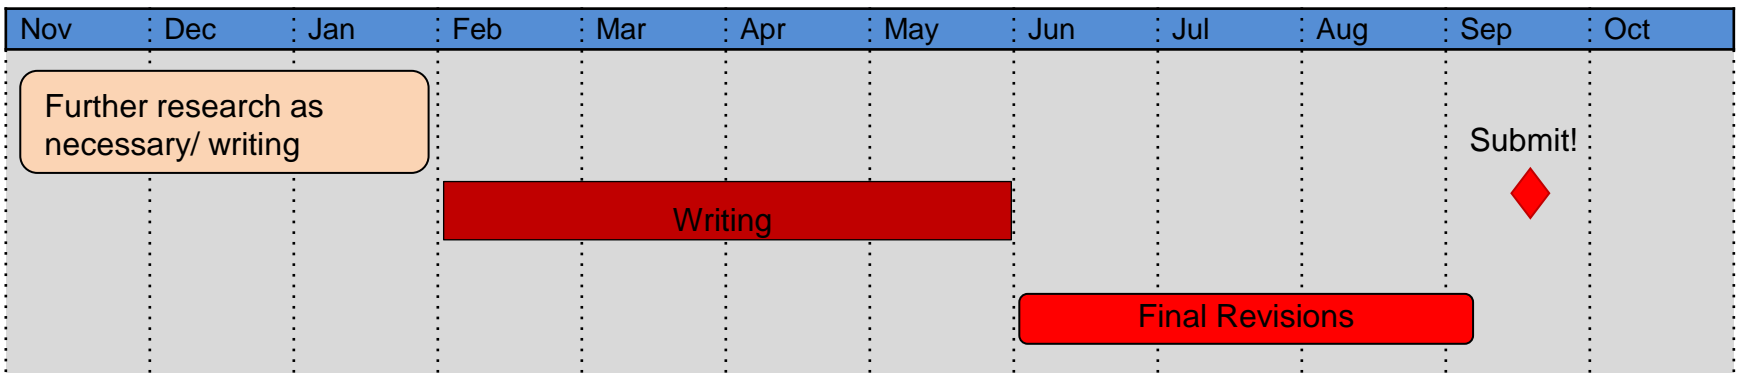 Nov Dec Jan Feb Mar Apr May Jun Jul Aug Sep Oct
Further research as
necessary/ writing
Submit!
Writing
Final Revisions